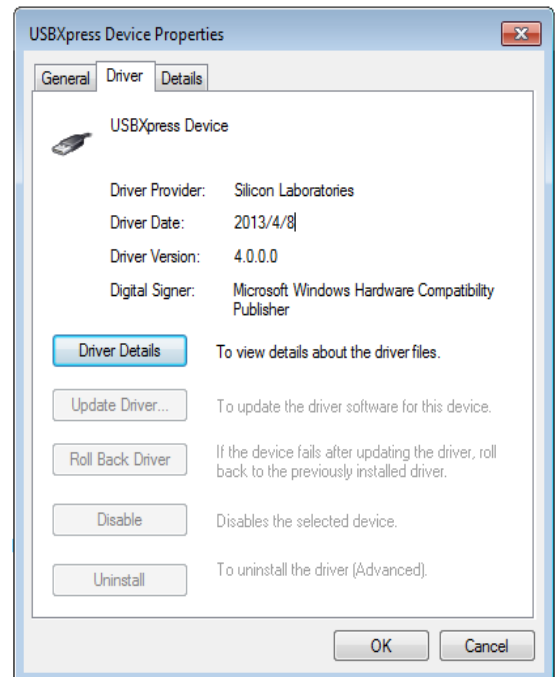 USBXpress Device Properties
General Driver Details
USBXpress Device
Driver Provider: Silicon Laboratories
Driver Date: 2013/4/8
Driver Version: 4.0.0.0
Digital Signer: Microsoft Windows Hardware Compatibility
Publisher
Driver Details To view details about the driver files.
Update Driver... To update the driver software for this device.
Roll Back Driver If the device fails after updating the driver, roll
back to the previously installed driver.
Disable Disables the selected device.
Uninstall To uninstall the driver (Advanced).
OK Cancel